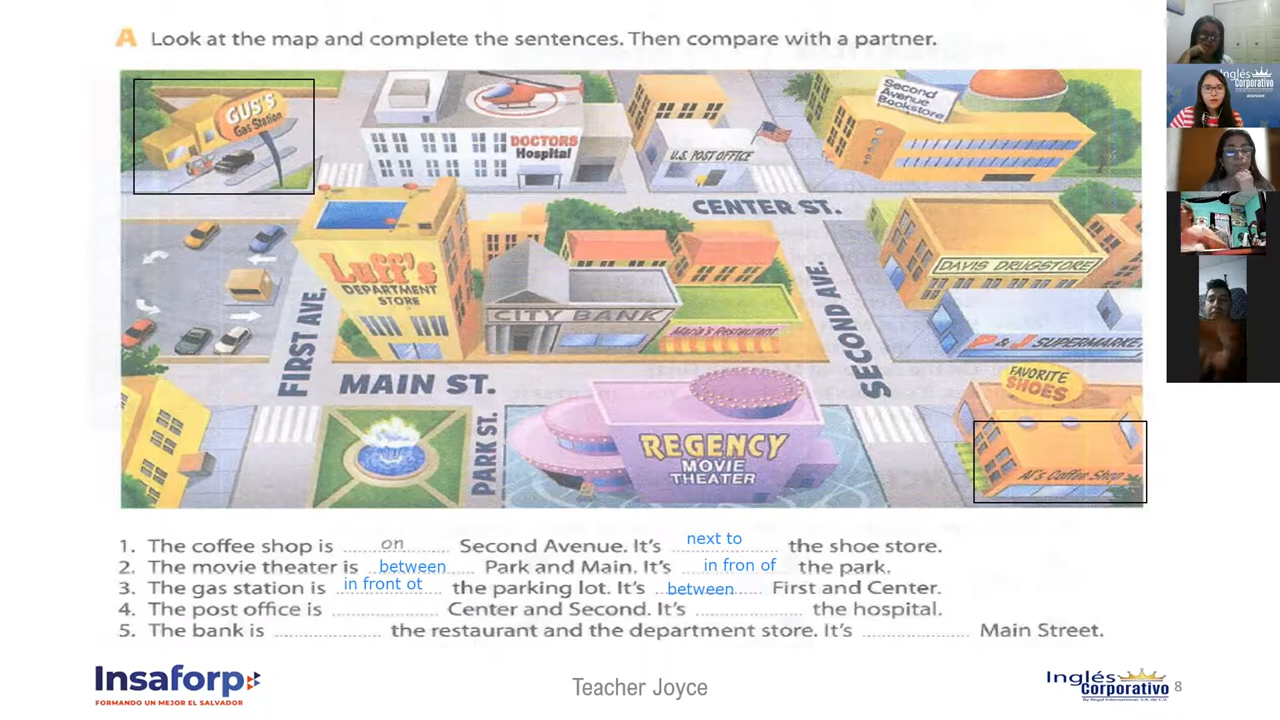 A Look at the map and complete the sentences. Then compare with a partner.
GUS'S
Gas Station
DOCTORS
Hospital
U.S. POST OFFICE
Second
Avenue
Bookstore
CENTER ST.
Luff's
DEPARTMENT
STORE
CITY BANK
Maria's Restaurant
DAVIS DRUGSTORE
P & J SUPERMARKET
FIRST AVE.
SECOND AVE.
MAIN ST.
PARK ST.
REGENCY
MOVIE
THEATER
FAVORITE
SHOES
Al's Coffee Shop
1. The coffee shop is on Second Avenue. It's next to the shoe store.
2. The movie theater is between Park and Main. It's in fron of the park.
3. The gas station is in front ot the parking lot. It's between First and Center.
4. The post office is ............ Center and Second. It's ............ the hospital.
5. The bank is ............ the restaurant and the department store. It's ............ Main Street.
Insaforp
FORMANDO UN MEJOR EL SALVADOR
Teacher Joyce
Inglés
Corporativo
By Regal International, S.A. de C.V.
8
Inglés
Corporativo